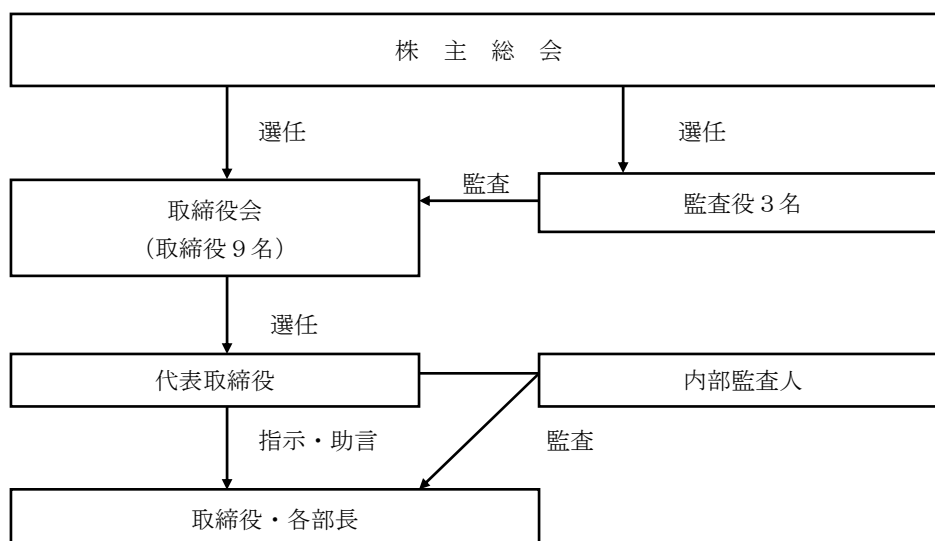 株　主　総　会
選任
選任
取締役会
（取締役９名）
監査
監査役３名
選任
代表取締役
内部監査人
指示・助言
監査
取締役・各部長